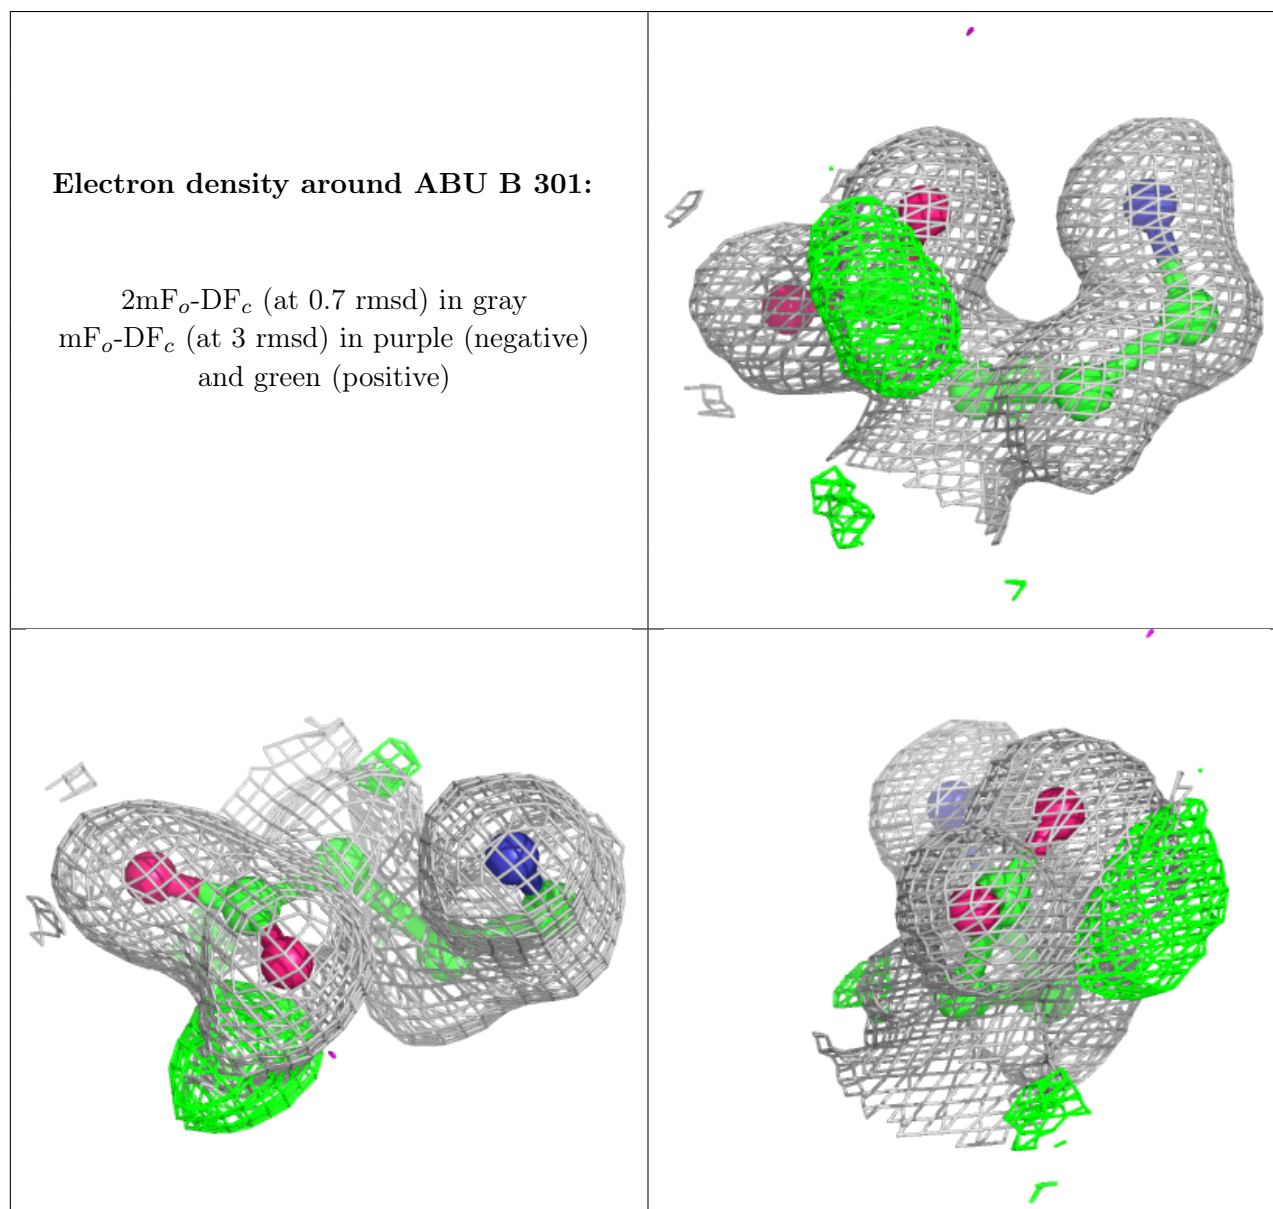 Electron density around ABU B 301:
2mFo-DFc (at 0.7 rmsd) in gray
mFo-DFc (at 3 rmsd) in purple (negative)
and green (positive)